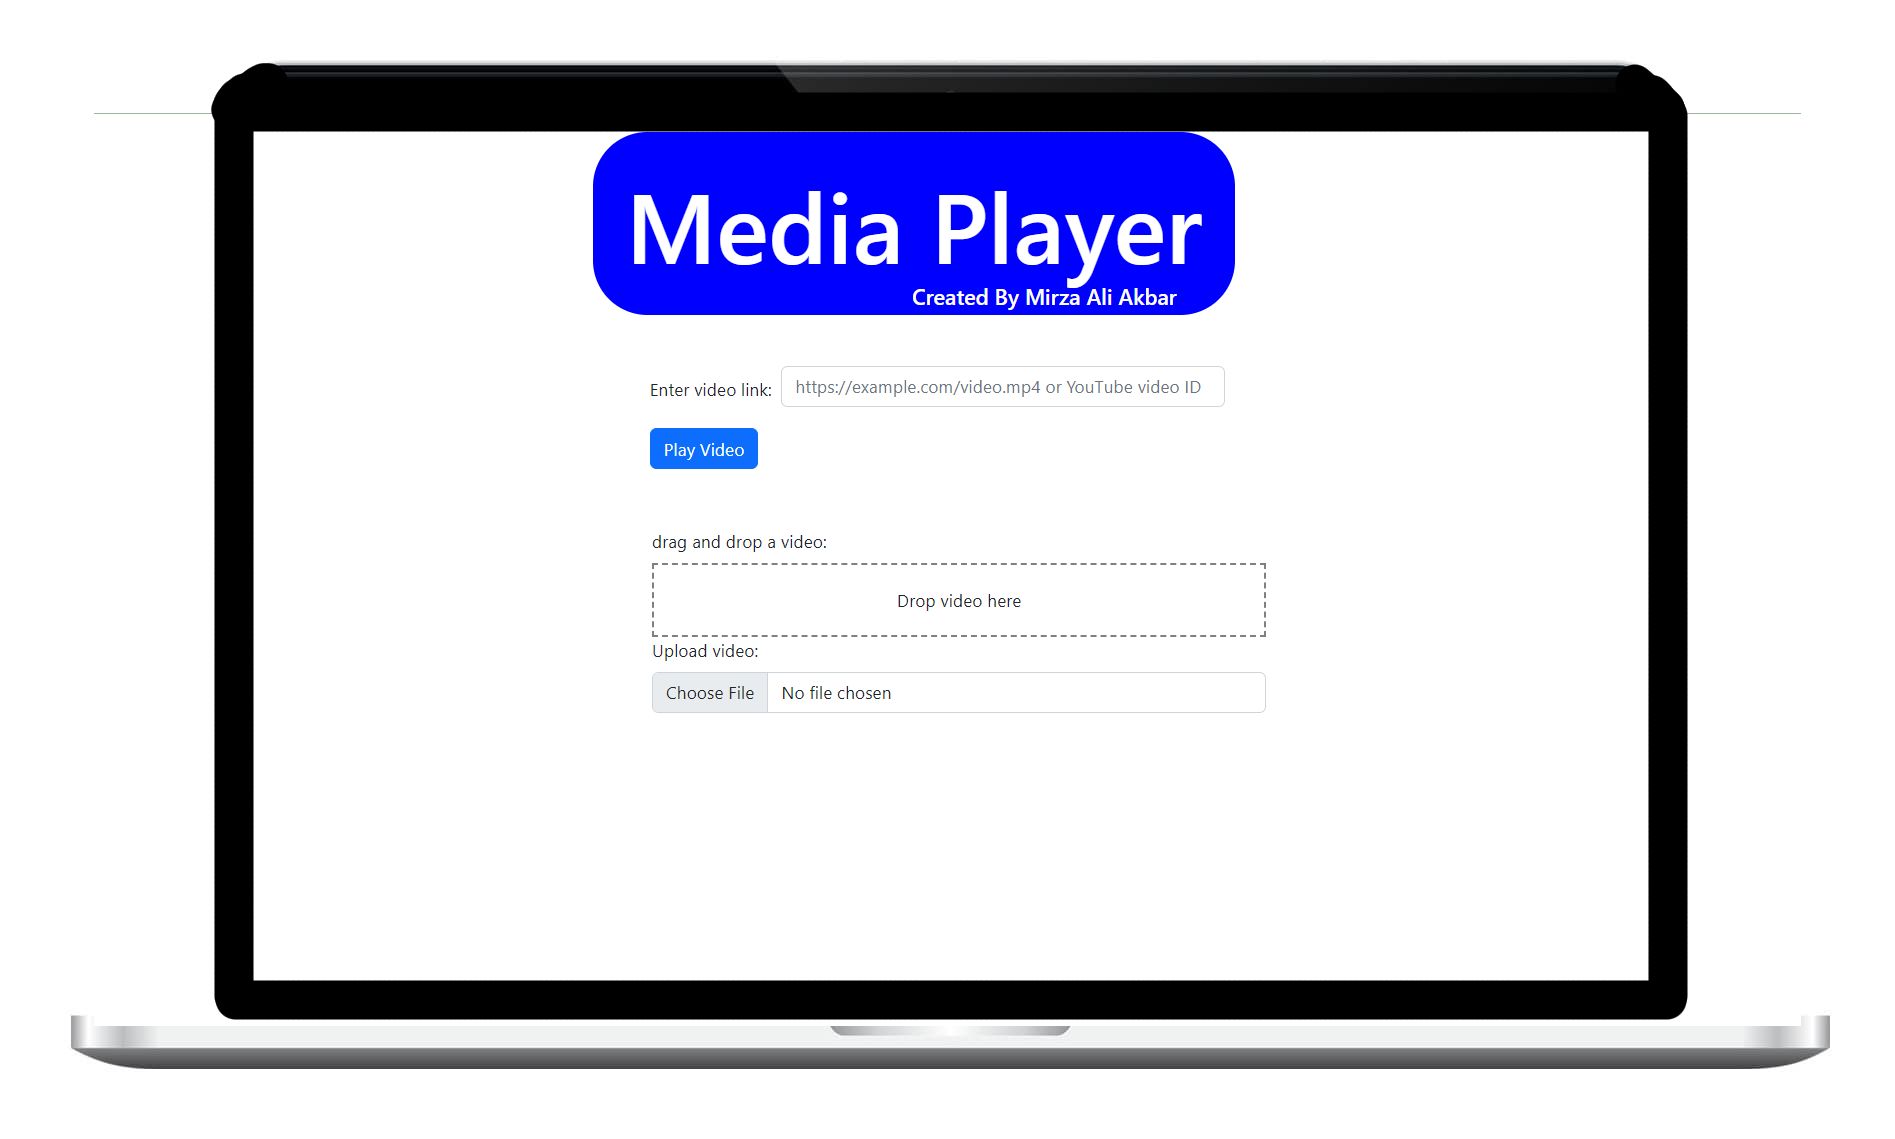 Media Player
Created By Mirza Ali Akbar
Enter video link: https://example.com/video.mp4 or YouTube video ID
Play Video
drag and drop a video:
Drop video here
Upload video:
Choose File No file chosen